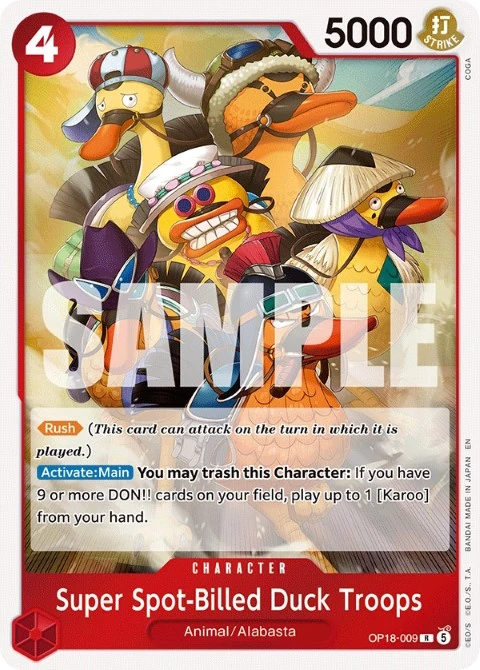 4
5000
打
STRIKE
COGA
SAMPLE
Rush (This card can attack on the turn in which it is
played.)
Activate:Main You may trash this Character: If you have
9 or more DON!! cards on your field, play up to 1 [Karoo]
from your hand.
CHARACTER
Super Spot-Billed Duck Troops
Animal/Alabasta
OP18-009 R 5
©E.O/S ©E.O./S., T.A. BANDAI MADE IN JAPAN EN